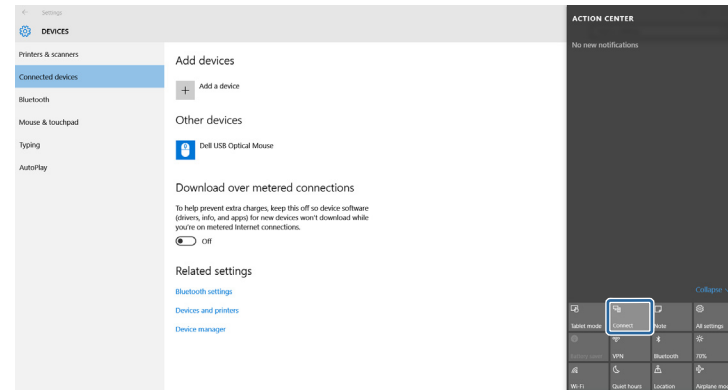 Settings
DEVICES
Printers & scanners
Connected devices
Bluetooth
Mouse & touchpad
Typing
AutoPlay
Add devices
Add a device
Other devices
Dell USB Optical Mouse
Download over metered connections
To help prevent extra charges, keep this off so device software
(drivers, info, and apps) for new devices won't download while
you're on metered Internet connections.
Off
Related settings
Bluetooth settings
Devices and printers
Device manager
ACTION CENTER
No new notifications
Collapse
Tablet mode Connect Note All settings
VPN Bluetooth 70%
Wi-Fi Quiet hours Location Airplane mo